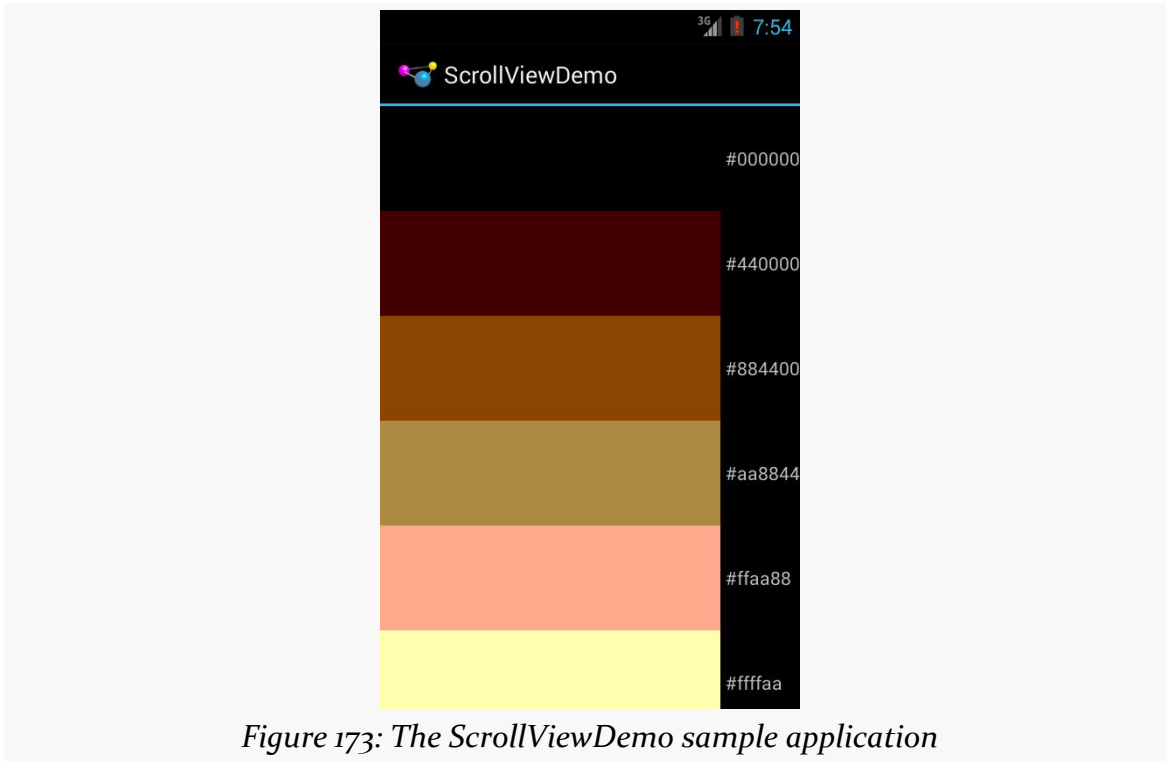 3G 7:54
ScrollViewDemo
#000000
#440000
#884400
#aa8844
#ffaa88
#ffffaa
Figure 173: The ScrollViewDemo sample application